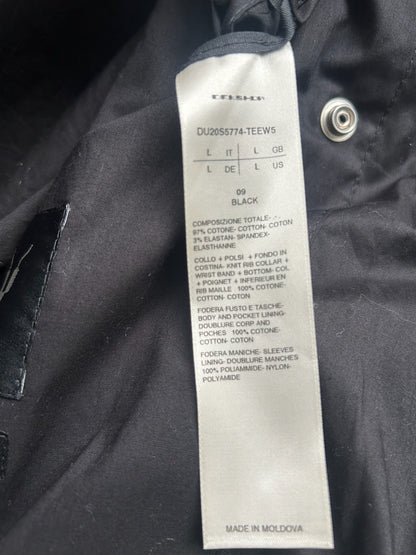 DRKSHDW
DU20S5774-TEEW5
L IT L GB
L DE L US
09
BLACK
COMPOSIZIONE TOTALE-
97% COTONE- COTTON- COTON
3% ELASTAN- SPANDEX-
ELASTHANNE
COLLO + POLSI + FONDO IN
COSTINA- KNIT RIB COLLAR +
WRIST BAND + BOTTOM- COL
+ POIGNET + INFERIEUR EN
RIB MAILLE 100% COTONE-
COTTON- COTON
FODERA FUSTO E TASCHE-
BODY AND POCKET LINING-
DOUBLURE CORP AND
POCHES 100% COTONE-
COTTON- COTON
FODERA MANICHE- SLEEVES
LINING- DOUBLURE MANCHES
100% POLIAMMIDE- NYLON-
POLYAMIDE
MADE IN MOLDOVA